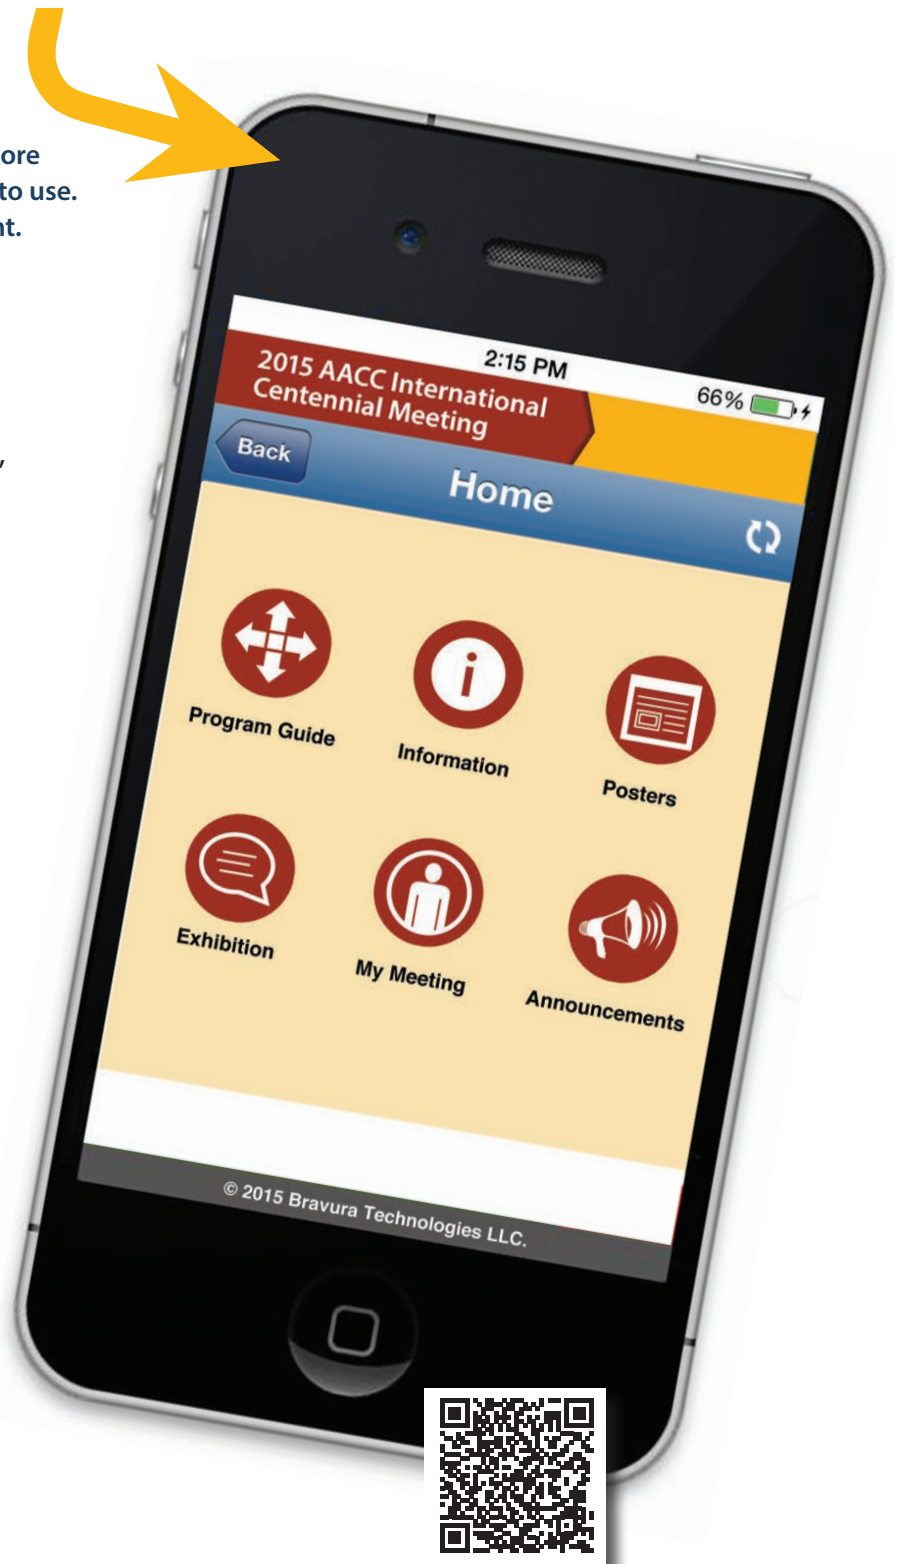 ore
to use.
nt.
,
2:15 PM
66%
2015 AACC International
Centennial Meeting
Back
Home
Program Guide
Information
Posters
Exhibition
My Meeting
Announcements
© 2015 Bravura Technologies LLC.